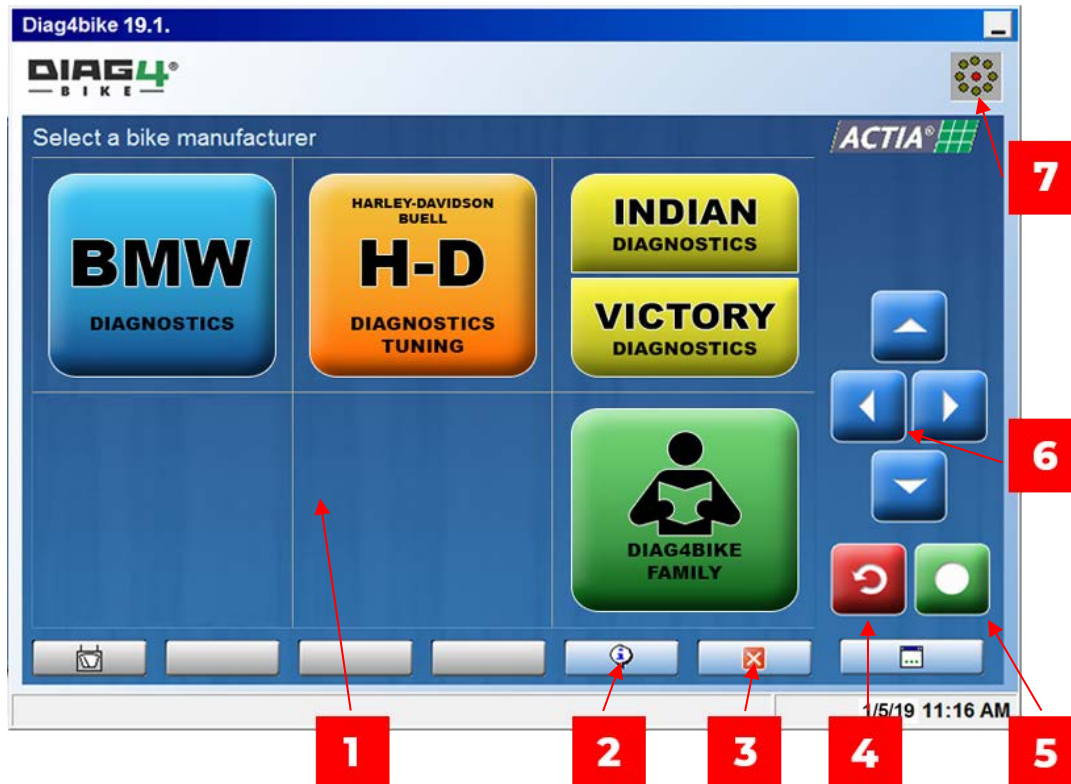 Diag4bike 19.1.
DIAG4®
BIKE
Select a bike manufacturer
ACTIA®
7
BMW
DIAGNOSTICS
HARLEY-DAVIDSON
BUELL
H-D
DIAGNOSTICS
TUNING
INDIAN
DIAGNOSTICS
VICTORY
DIAGNOSTICS
6
DIAG4BIKE
FAMILY
1/5/19 11:16 AM
1
2
3
4
5